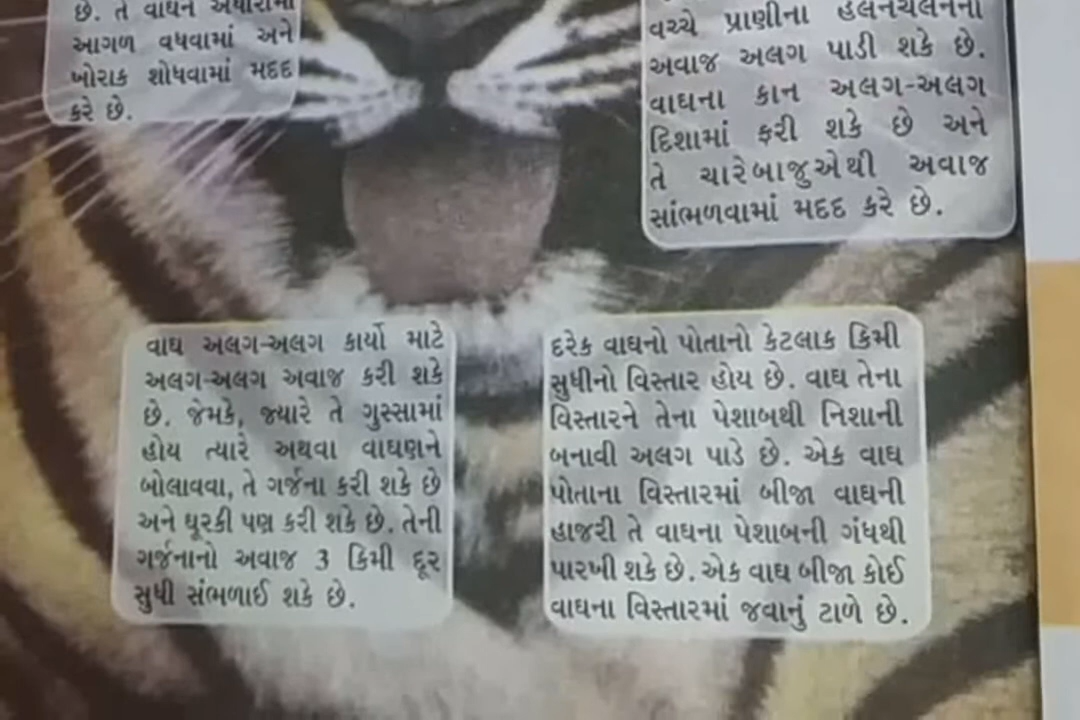 છે. તે વાઘને અંધારામાં
આગળ વધવામાં અને
ખોરાક શોધવામાં મદદ
કરે છે.
વચ્ચે પ્રાણીના હલનચલનનો
અવાજ અલગ પાડી શકે છે.
વાઘના કાન અલગ-અલગ
દિશામાં ફરી શકે છે અને
તે ચારેબાજુએથી અવાજ
સાંભળવામાં મદદ કરે છે.
વાઘ અલગ-અલગ કાર્યો માટે
અલગ-અલગ અવાજ કરી શકે
છે. જેમકે, જ્યારે તે ગુસ્સામાં
હોય ત્યારે અથવા વાઘણને
બોલાવવા, તે ગર્જના કરી શકે છે
અને ઘૂરકી પણ કરી શકે છે. તેની
ગર્જનાનો અવાજ 3 કિમી દૂર
સુધી સંભળાઈ શકે છે.
દરેક વાઘનો પોતાનો કેટલાક કિમી
સુધીનો વિસ્તાર હોય છે. વાઘ તેના
વિસ્તારને તેના પેશાબથી નિશાની
બનાવી અલગ પાડે છે. એક વાઘ
પોતાના વિસ્તારમાં બીજા વાઘની
હાજરી તે વાઘના પેશાબની ગંધથી
પારખી શકે છે. એક વાઘ બીજા કોઈ
વાઘના વિસ્તારમાં જવાનું ટાળે છે.